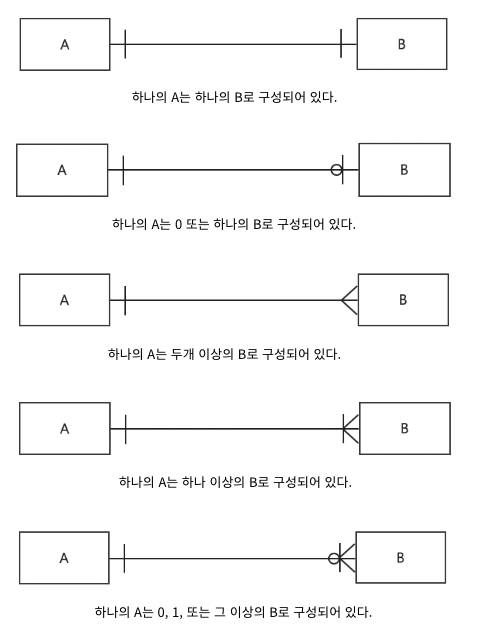 A B
하나의 A는 하나의 B로 구성되어 있다.
A B
하나의 A는 0 또는 하나의 B로 구성되어 있다.
A B
하나의 A는 두개 이상의 B로 구성되어 있다.
A B
하나의 A는 하나 이상의 B로 구성되어 있다.
A B
하나의 A는 0, 1, 또는 그 이상의 B로 구성되어 있다.